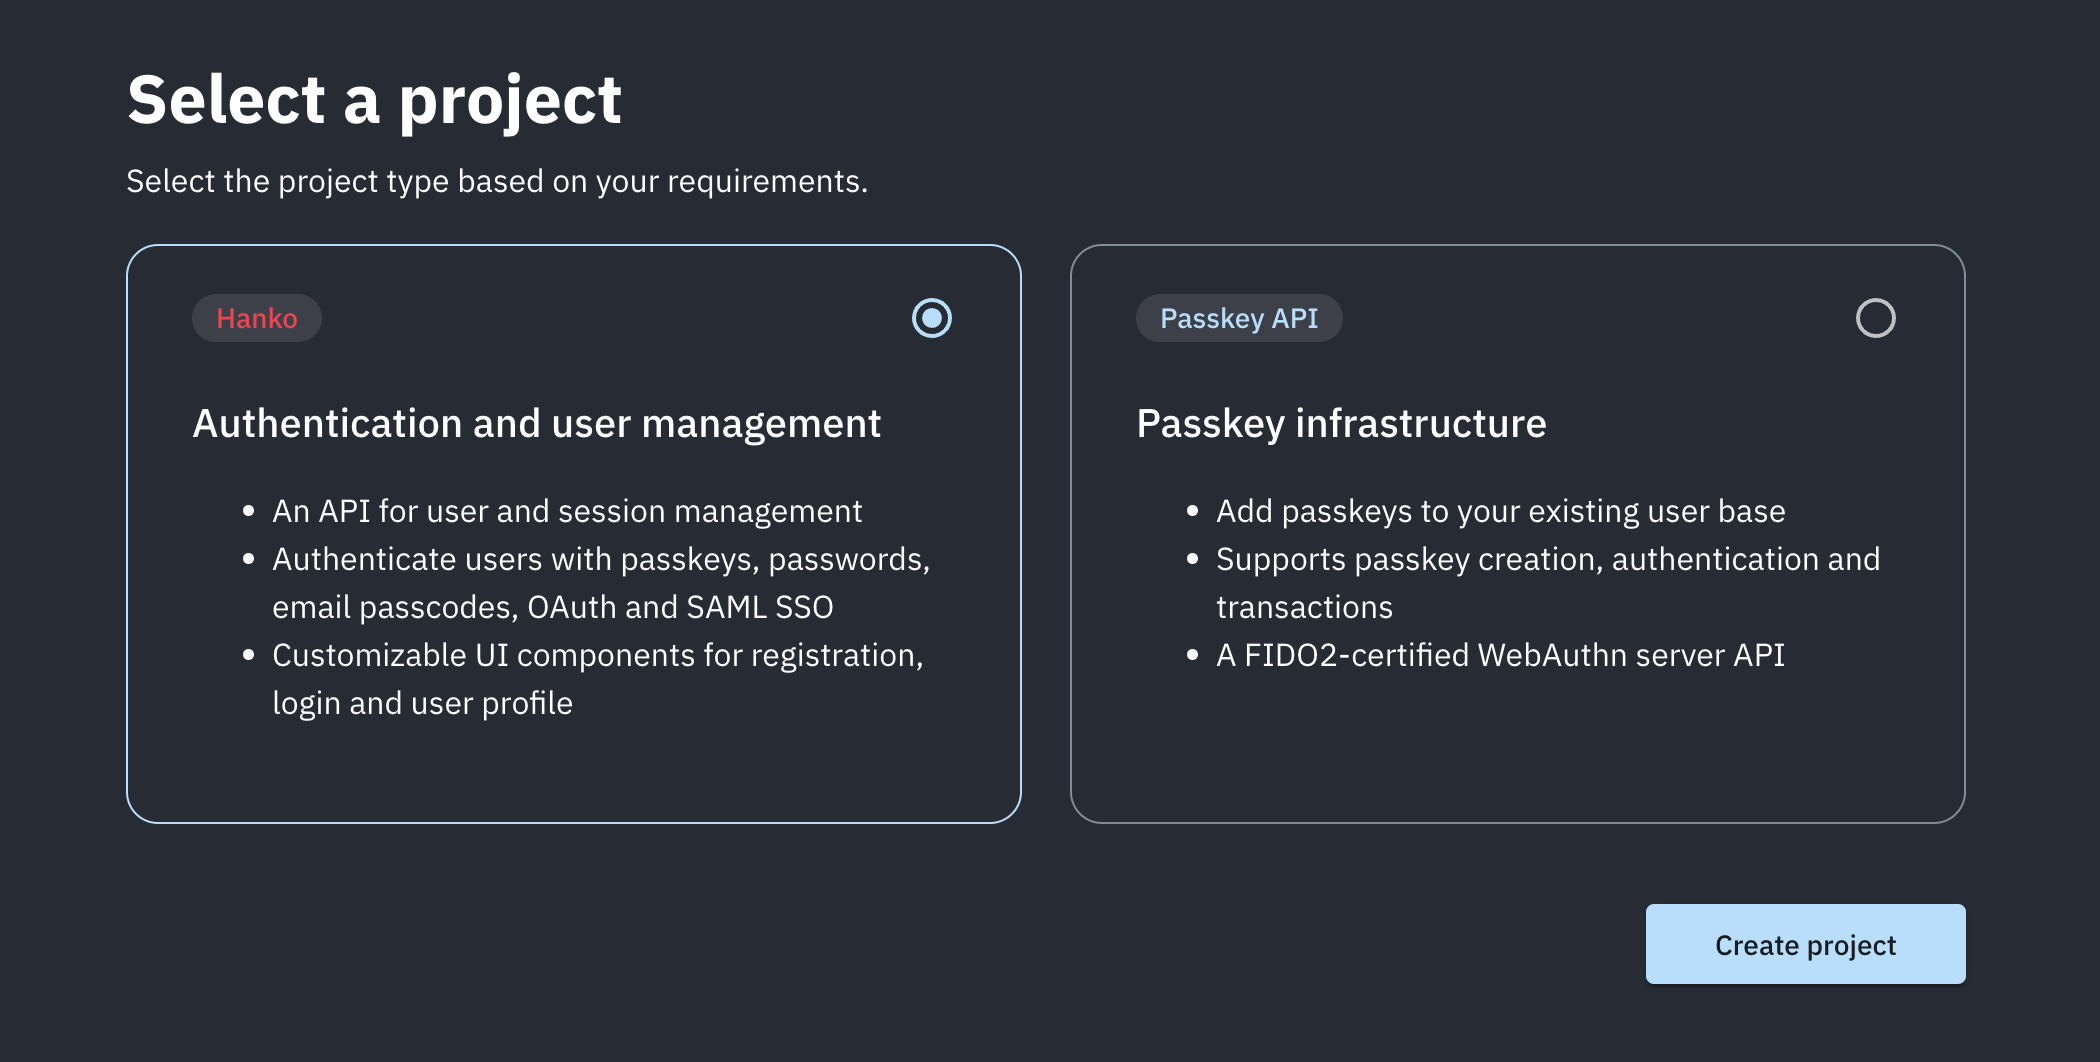 Select a project
Select the project type based on your requirements.
Hanko
Authentication and user management
An API for user and session management
Authenticate users with passkeys, passwords,
email passcodes, OAuth and SAML SSO
Customizable UI components for registration,
login and user profile
Passkey API
Passkey infrastructure
Add passkeys to your existing user base
Supports passkey creation, authentication and
transactions
A FIDO2-certified WebAuthn server API
Create project